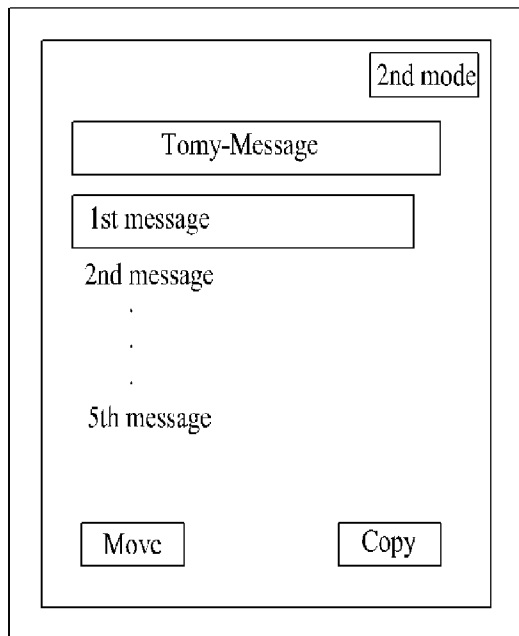 2nd mode
Tomy-Message
1st message
2nd message
.
.
.
5th message
Move Copy